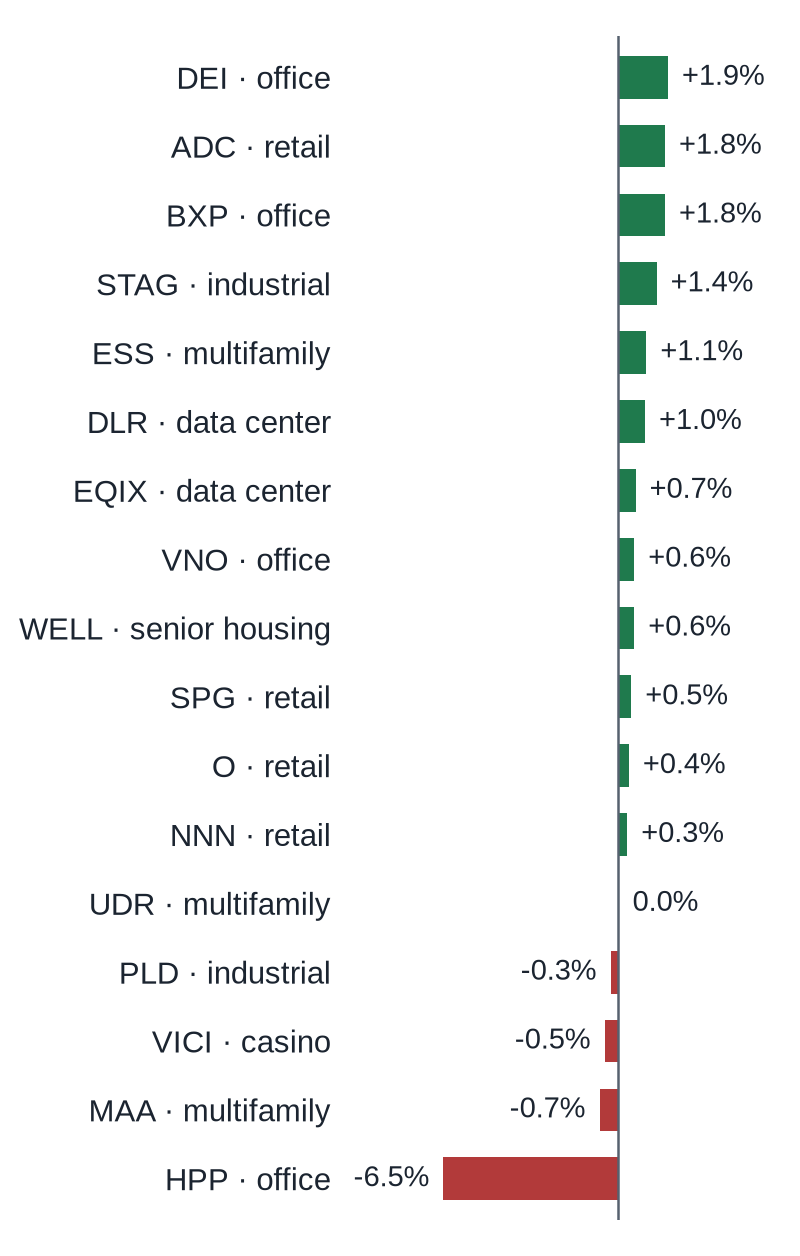 DEI · office +1.9%
ADC · retail +1.8%
BXP · office +1.8%
STAG · industrial +1.4%
ESS · multifamily +1.1%
DLR · data center +1.0%
EQIX · data center +0.7%
VNO · office +0.6%
WELL · senior housing +0.6%
SPG · retail +0.5%
O · retail +0.4%
NNN · retail +0.3%
UDR · multifamily 0.0%
PLD · industrial -0.3%
VICI · casino -0.5%
MAA · multifamily -0.7%
HPP · office -6.5%